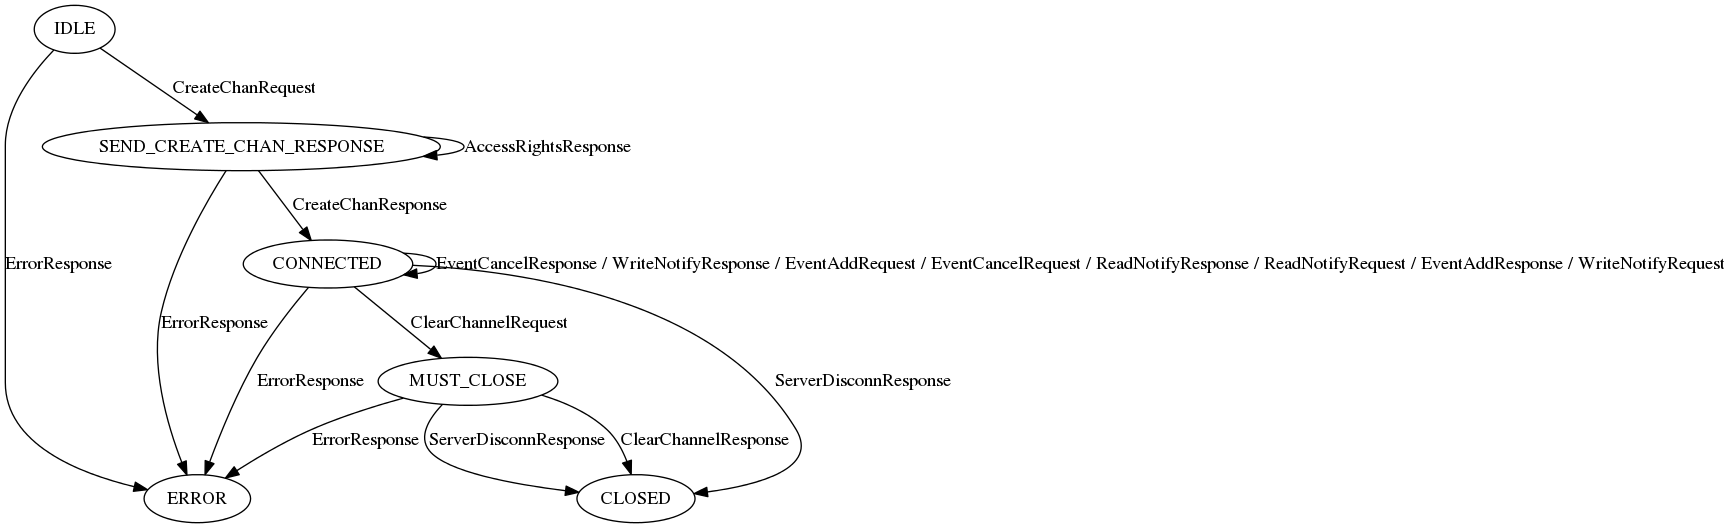 IDLE
CreateChanRequest
SEND_CREATE_CHAN_RESPONSE
AccessRightsResponse
CreateChanResponse
ErrorResponse
CONNECTED
EventCancelResponse / WriteNotifyResponse / EventAddRequest / EventCancelRequest / ReadNotifyResponse / ReadNotifyRequest / EventAddResponse / WriteNotifyRequest
ErrorResponse
ClearChannelRequest
ErrorResponse
MUST_CLOSE
ServerDisconnResponse
ErrorResponse
ServerDisconnResponse
ClearChannelResponse
ERROR
CLOSED